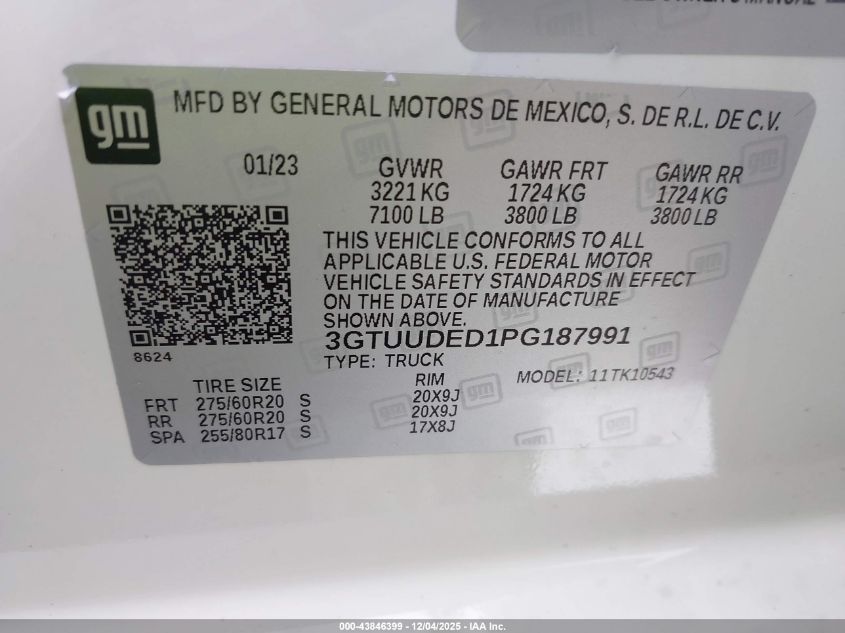 gm
MFD BY GENERAL MOTORS DE MEXICO, S. DE R.L. DE C.V.
01/23 GVWR GAWR FRT GAWR RR
3221 KG 1724 KG 1724 KG
7100 LB 3800 LB 3800 LB
THIS VEHICLE CONFORMS TO ALL
APPLICABLE U.S. FEDERAL MOTOR
VEHICLE SAFETY STANDARDS IN EFFECT
ON THE DATE OF MANUFACTURE
SHOWN ABOVE.
3GTUUDED1PG187991
8624
TYPE: TRUCK
TIRE SIZE RIM MODEL: 11TK10543
FRT 275/60R20 S 20X9J
RR 275/60R20 S 20X9J
SPA 255/80R17 S 17X8J
000-43846399 - 12/04/2025 - IAA Inc.